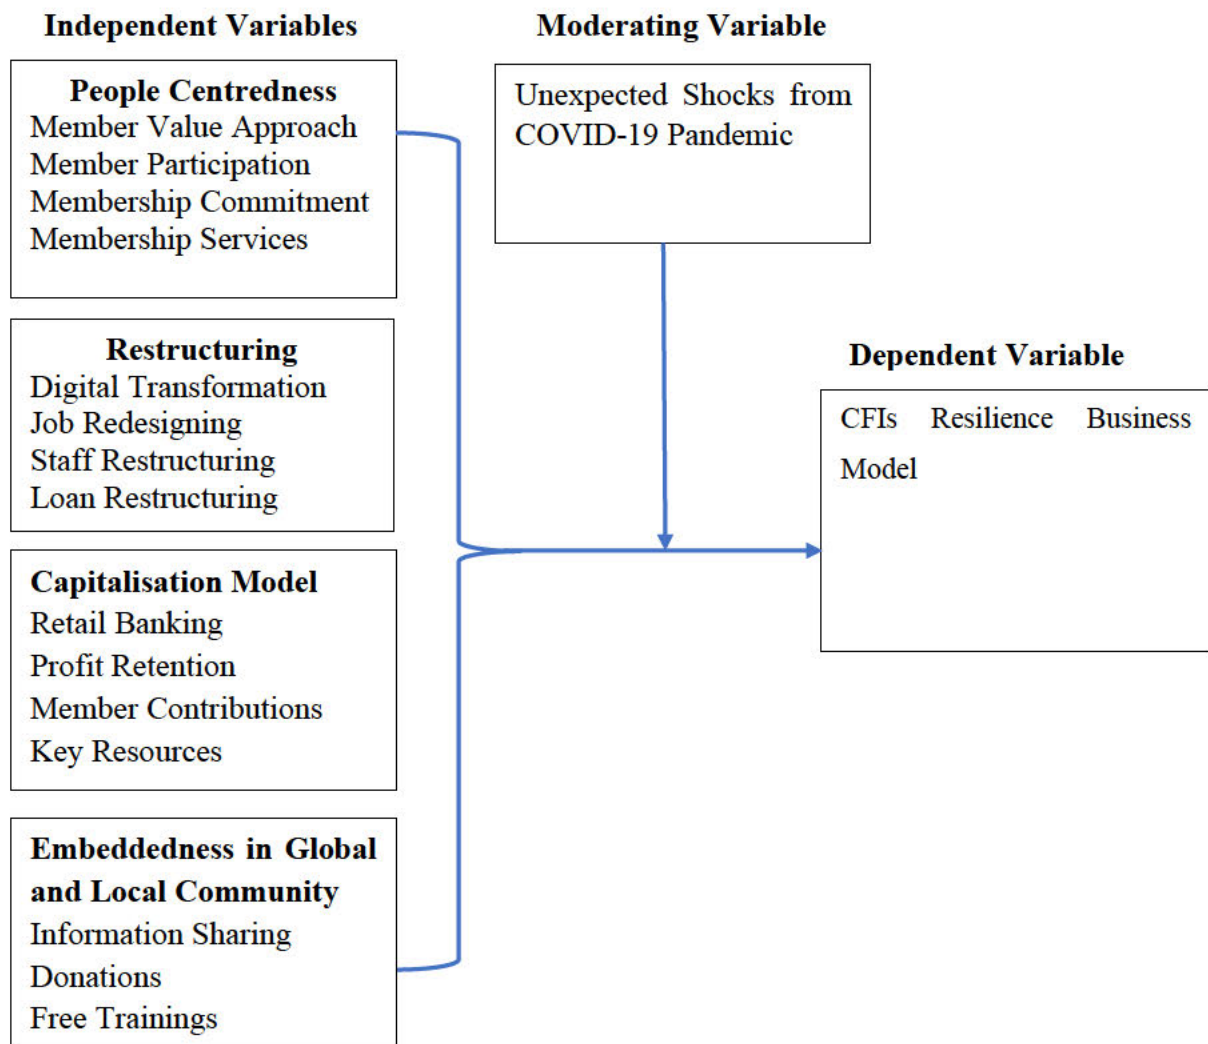 Independent Variables
People Centredness
Member Value Approach
Member Participation
Membership Commitment
Membership Services
Restructuring
Digital Transformation
Job Redesigning
Staff Restructuring
Loan Restructuring
Capitalisation Model
Retail Banking
Profit Retention
Member Contributions
Key Resources
Embeddedness in Global
and Local Community
Information Sharing
Donations
Free Trainings
Moderating Variable
Unexpected Shocks from
COVID-19 Pandemic
Dependent Variable
CFIs Resilience Business
Model